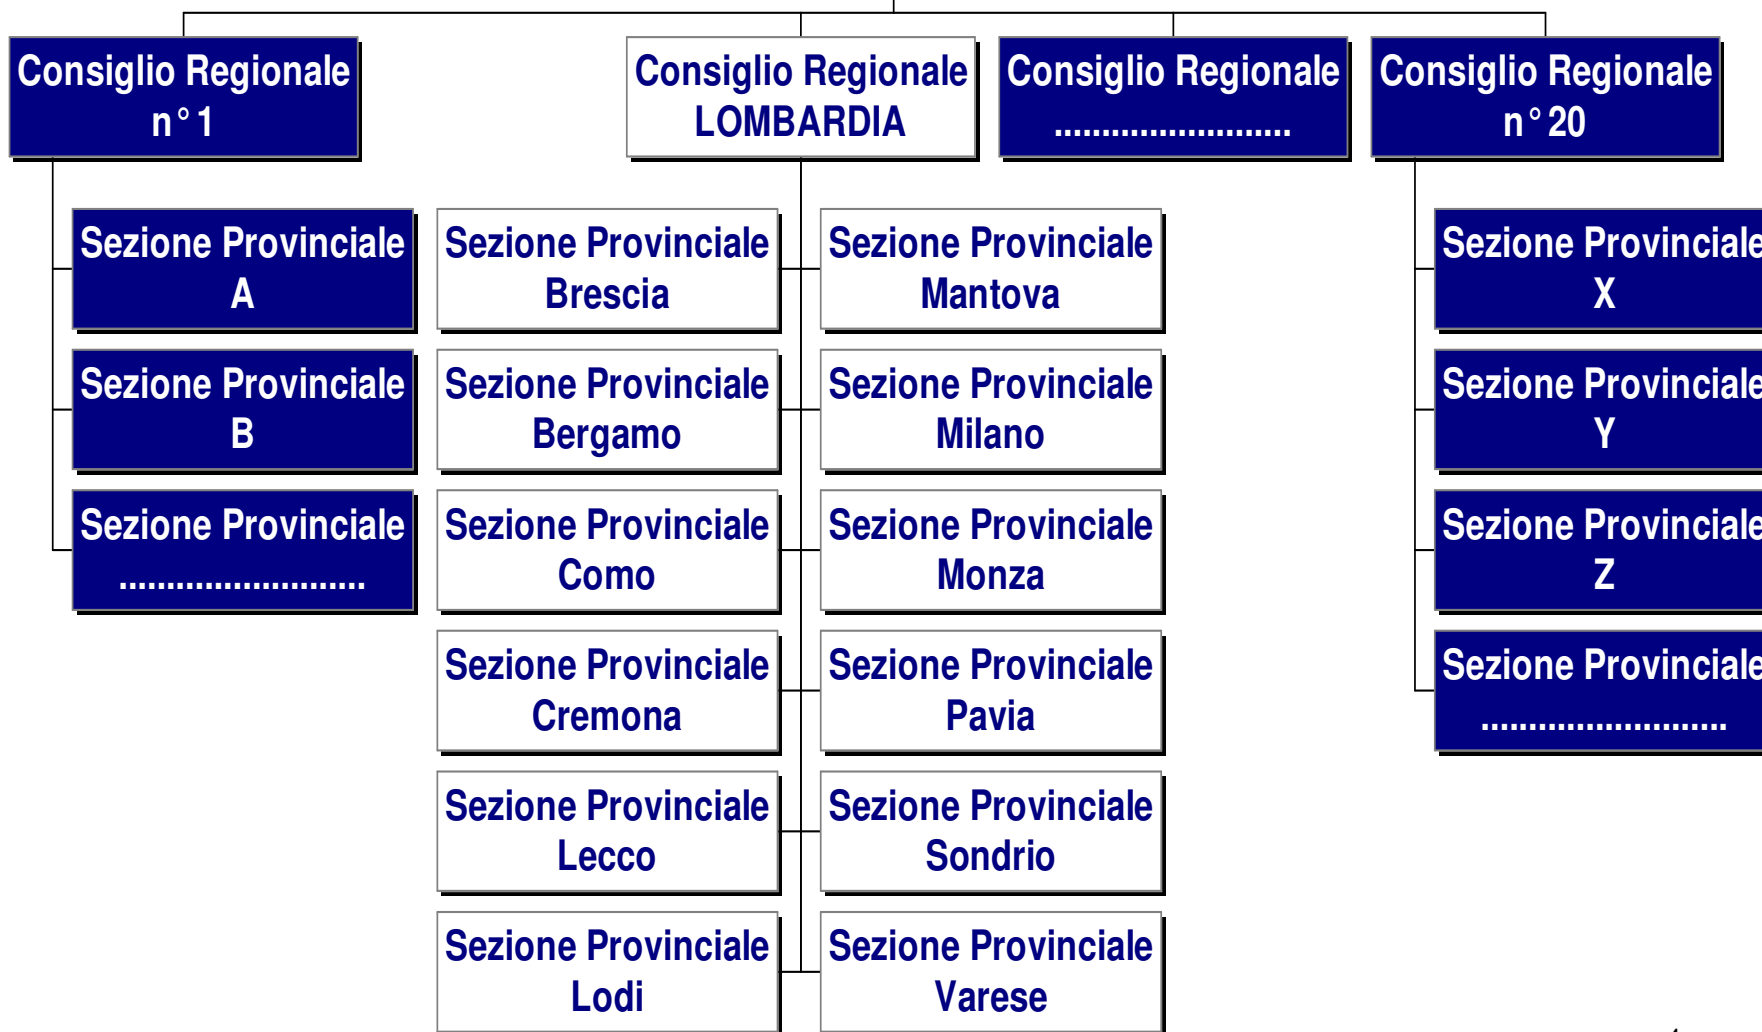 Consiglio Regionale
n° 1
Consiglio Regionale
LOMBARDIA
Consiglio Regionale
.........................
Consiglio Regionale
n° 20
Sezione Provinciale
A
Sezione Provinciale
B
Sezione Provinciale
..........................
Sezione Provinciale
Brescia
Sezione Provinciale
Mantova
Sezione Provinciale
Bergamo
Sezione Provinciale
Milano
Sezione Provinciale
Como
Sezione Provinciale
Monza
Sezione Provinciale
Cremona
Sezione Provinciale
Pavia
Sezione Provinciale
Lecco
Sezione Provinciale
Sondrio
Sezione Provinciale
Lodi
Sezione Provinciale
Varese
Sezione Provinciale
X
Sezione Provinciale
Y
Sezione Provinciale
Z
Sezione Provinciale
..........................